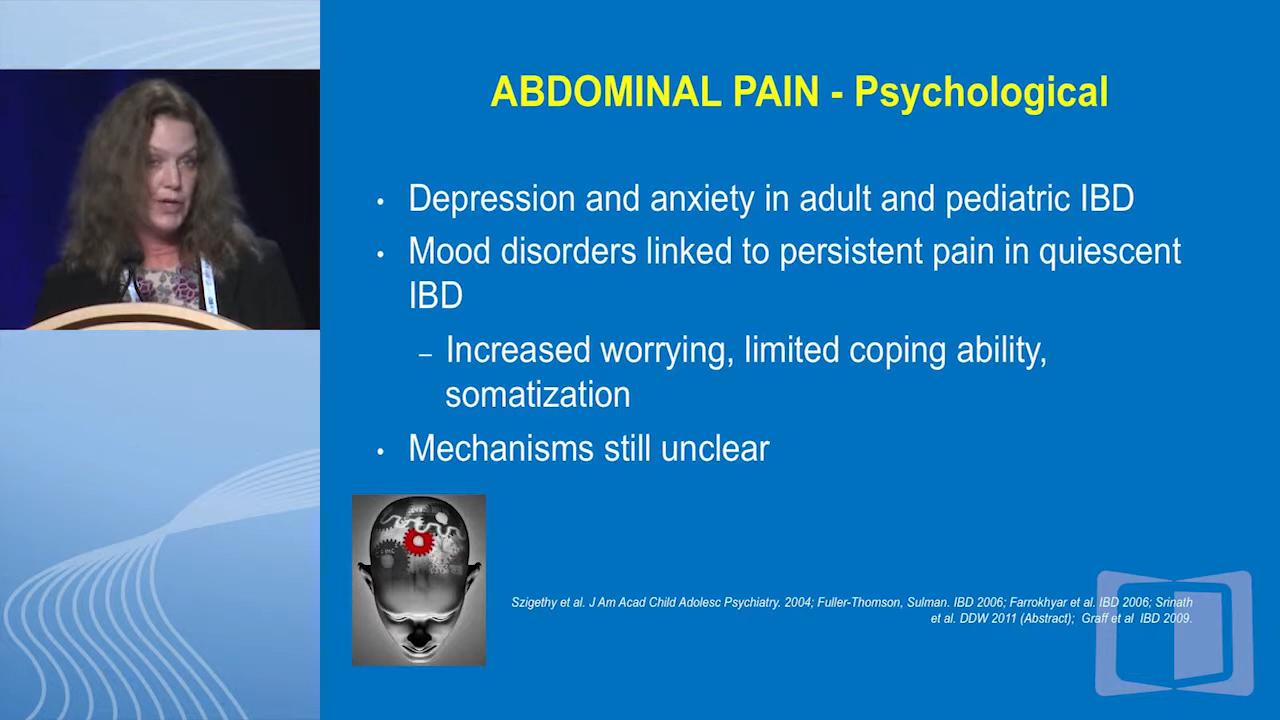 ABDOMINAL PAIN - Psychological
• Depression and anxiety in adult and pediatric IBD
• Mood disorders linked to persistent pain in quiescent
IBD
– Increased worrying, limited coping ability,
somatization
• Mechanisms still unclear
Szigethy et al. J Am Acad Child Adolesc Psychiatry. 2004; Fuller-Thomson, Sulman. IBD 2006; Farrokhyar et al. IBD 2006; Srinath
et al. DDW 2011 (Abstract); Graff et al IBD 2009.